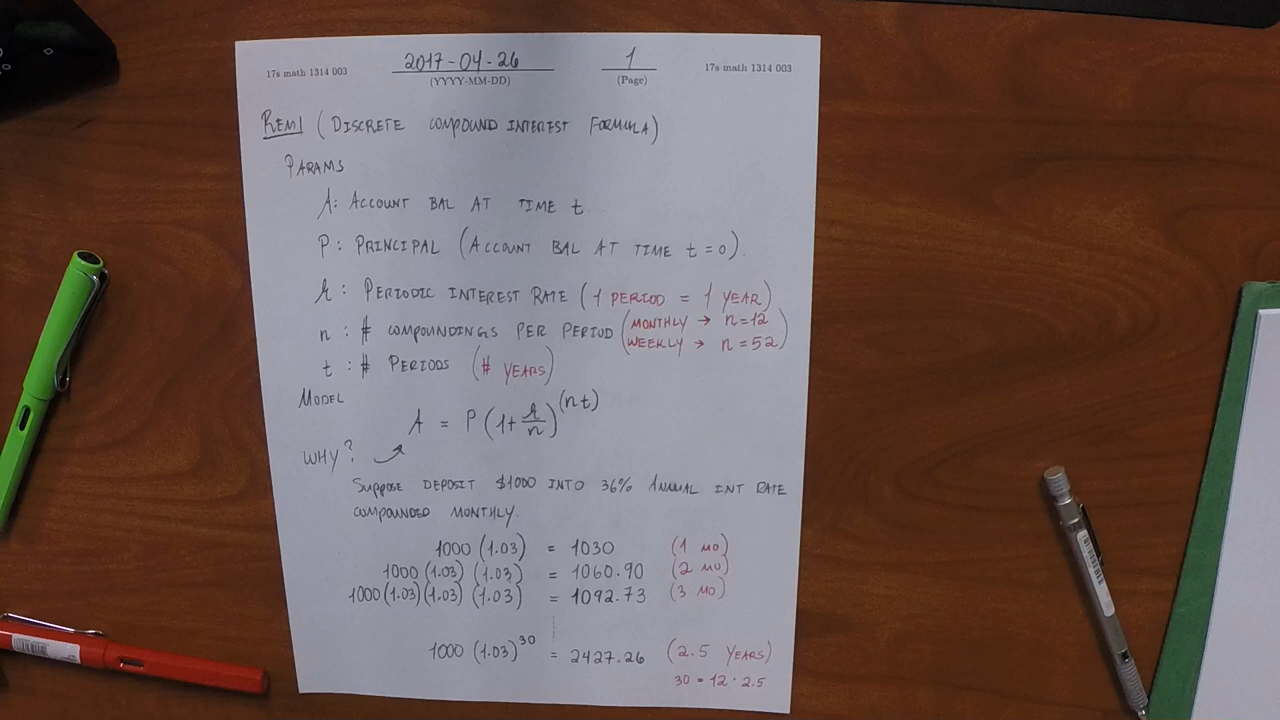 17s math 1314 003 2017-04-26 1 17s math 1314 003
(YYYY-MM-DD) (Page)
REM1 (DISCRETE COMPOUND INTEREST FORMULA)
PARAMS
A: ACCOUNT BAL AT TIME t.
P: PRINCIPAL (ACCOUNT BAL AT TIME t=0).
r: PERIODIC INTEREST RATE (1 PERIOD = 1 YEAR)
n: # COMPOUNDINGS PER PERIOD (MONTHLY → n=12
WEEKLY → n=52)
t: # PERIODS (# YEARS)
MODEL
A = P(1+r/n)^(nt)
WHY?
SUPPOSE DEPOSIT $1000 INTO 36% ANNUAL INT RATE
COMPOUNDED MONTHLY.
1000 (1.03) = 1030 (1 MO)
1000 (1.03) (1.03) = 1060.90 (2 MO)
1000(1.03)(1.03) (1.03) = 1092.73 (3 MO)
1000 (1.03)^30 = 2427.26 (2.5 YEARS)
30 = 12 · 2.5